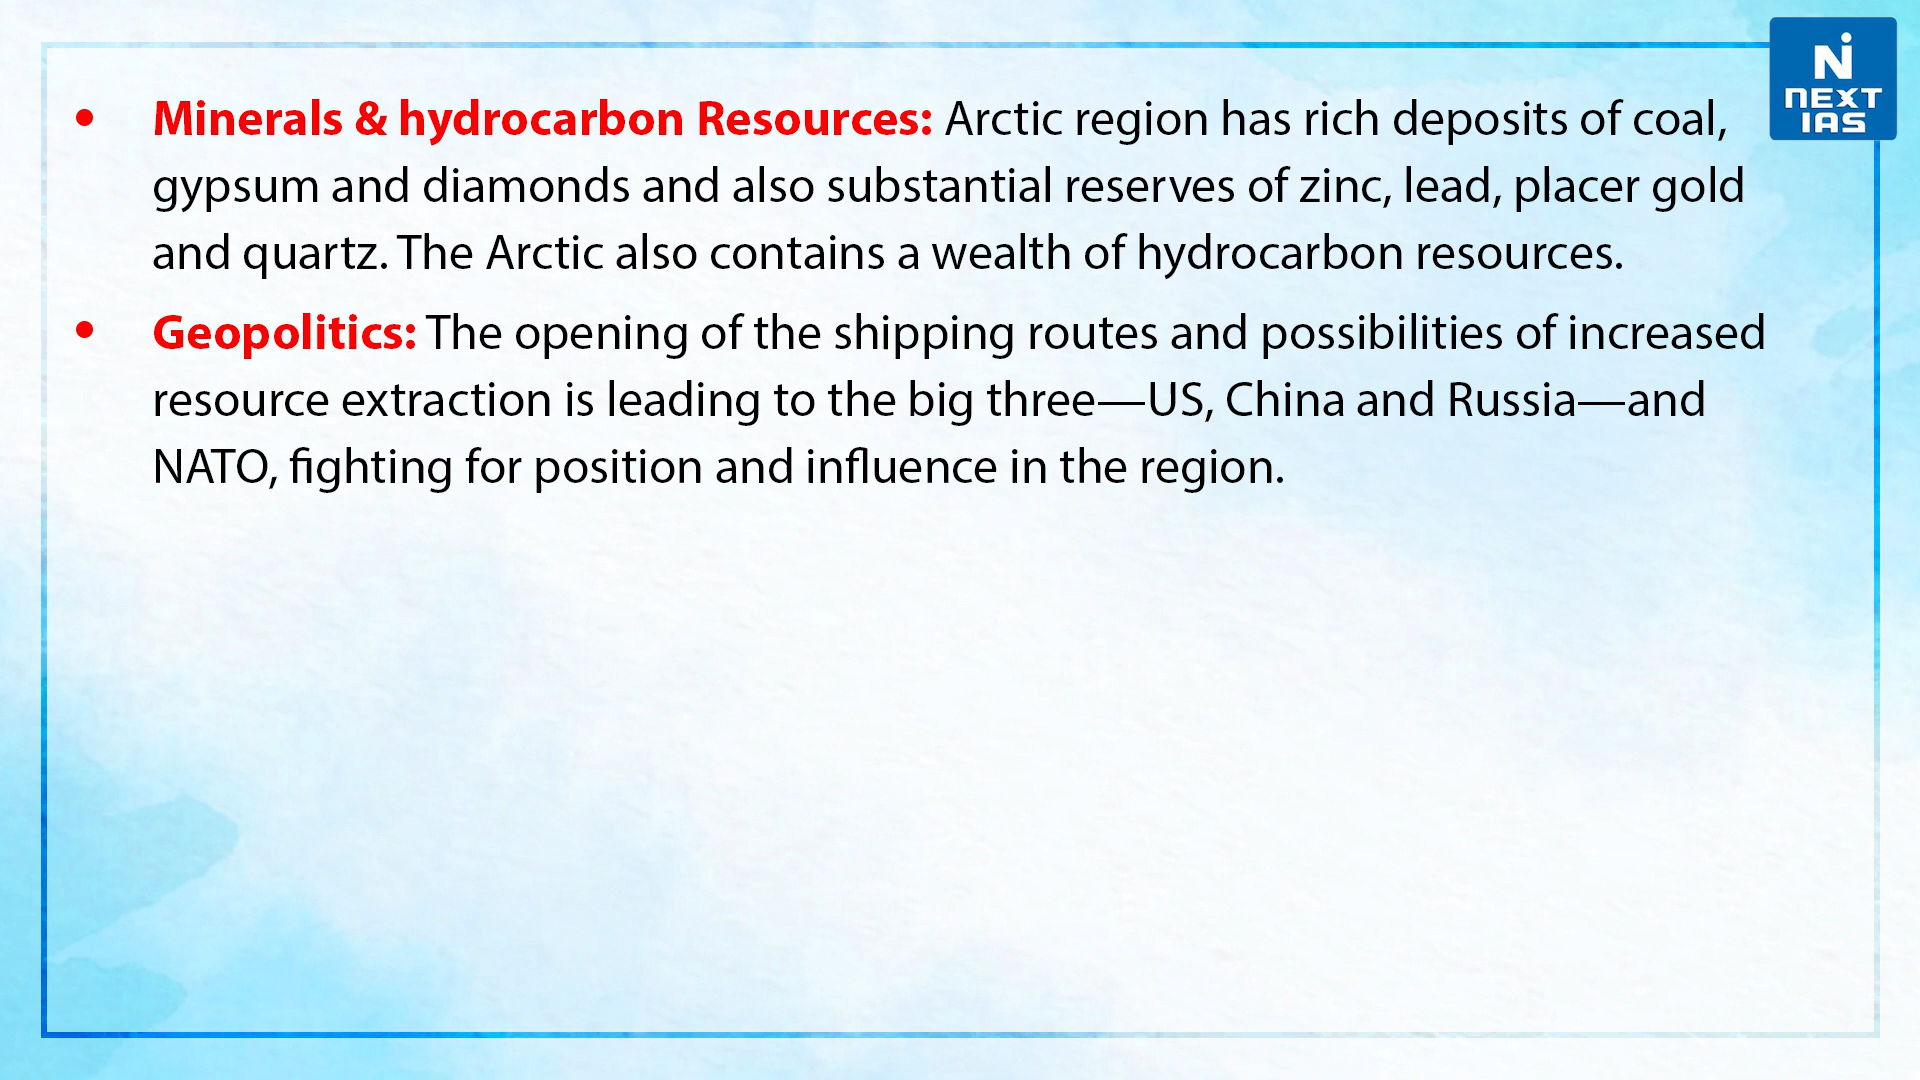 • Minerals & hydrocarbon Resources: Arctic region has rich deposits of coal,
gypsum and diamonds and also substantial reserves of zinc, lead, placer gold
and quartz. The Arctic also contains a wealth of hydrocarbon resources.
• Geopolitics: The opening of the shipping routes and possibilities of increased
resource extraction is leading to the big three—US, China and Russia—and
NATO, fighting for position and influence in the region.
N
NEXT
IAS